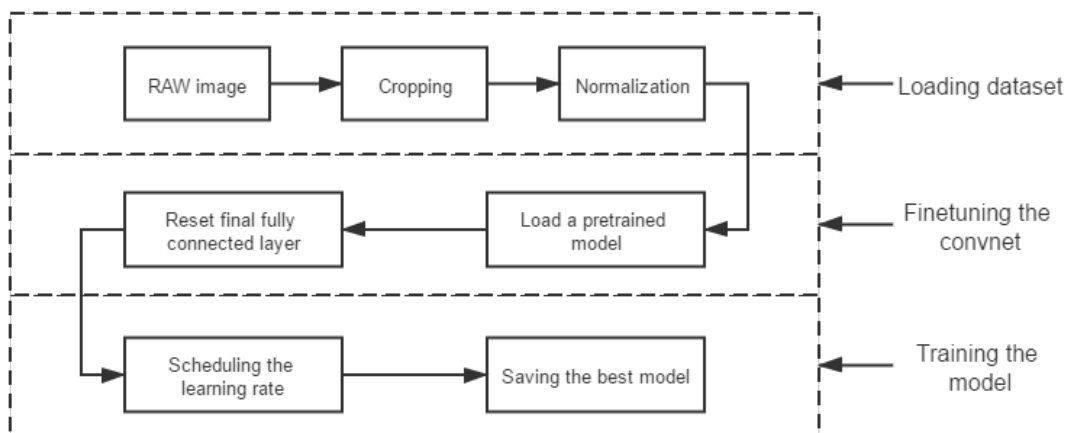 RAW image
Cropping
Normalization
Loading dataset
Reset final fully
connected layer
Load a pretrained
model
Finetuning the
convnet
Scheduling the
learning rate
Saving the best model
Training the
model